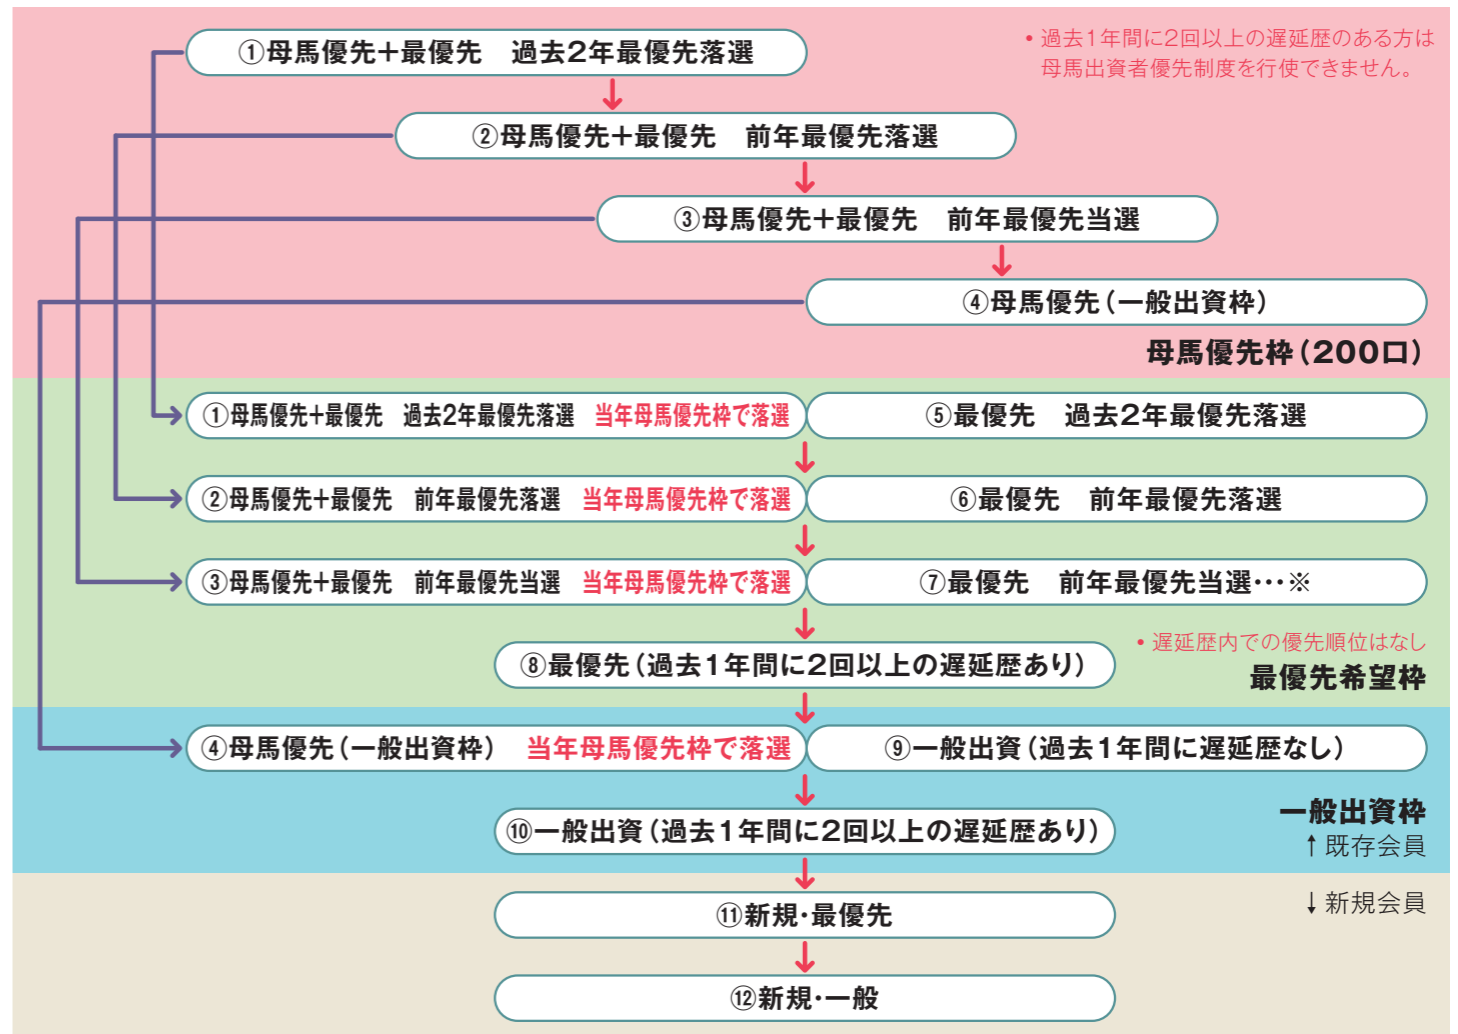 ①母馬優先＋最優先　過去2年最優先落選
• 過去1年間に2回以上の遅延歴のある方は
母馬出資者優先制度を行使できません。
②母馬優先＋最優先　前年最優先落選
③母馬優先＋最優先　前年最優先当選
④母馬優先（一般出資枠）
母馬優先枠（200口）
①母馬優先＋最優先　過去2年最優先落選　当年母馬優先枠で落選
⑤最優先　過去2年最優先落選
②母馬優先＋最優先　前年最優先落選　当年母馬優先枠で落選
⑥最優先　前年最優先落選
③母馬優先＋最優先　前年最優先当選　当年母馬優先枠で落選
⑦最優先　前年最優先当選…※
• 遅延歴内での優先順位はなし
⑧最優先（過去1年間に2回以上の遅延歴あり）
最優先希望枠
④母馬優先（一般出資枠）　当年母馬優先枠で落選
⑨一般出資（過去1年間に遅延歴なし）
一般出資枠
⑩一般出資（過去1年間に2回以上の遅延歴あり）
↑既存会員
↓新規会員
⑪新規・最優先
⑫新規・一般